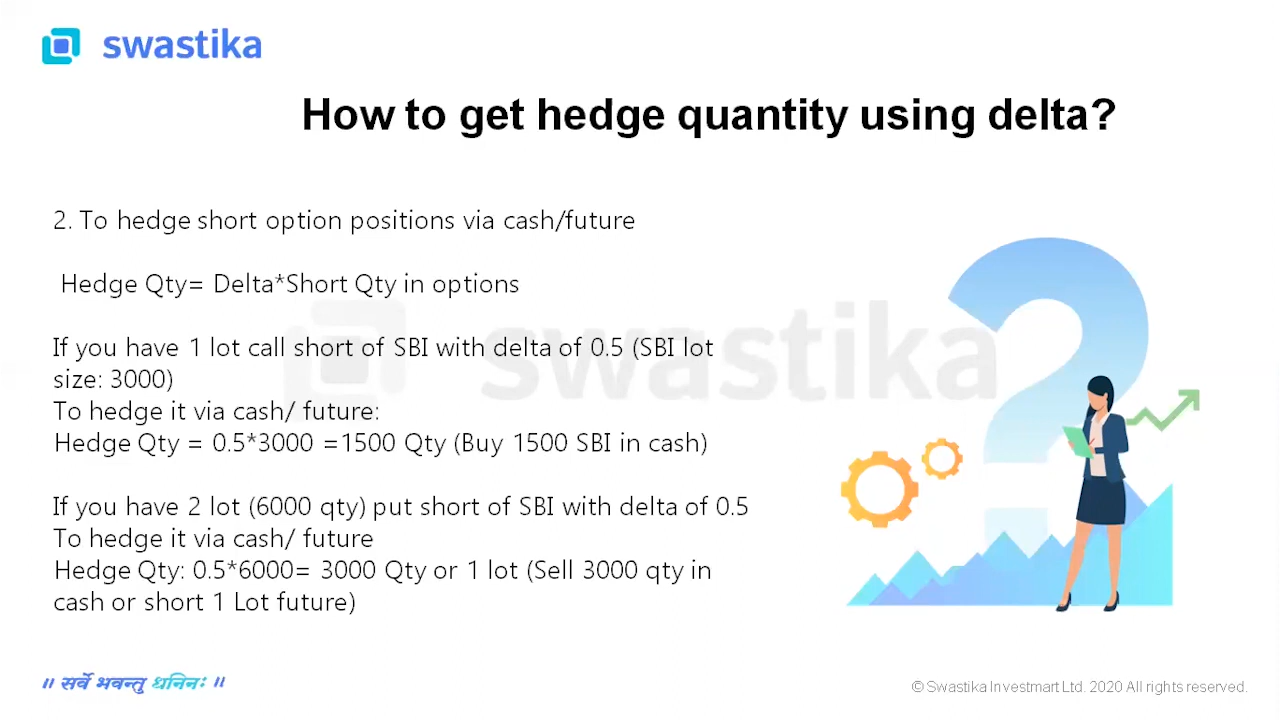 swastika
How to get hedge quantity using delta?
2. To hedge short option positions via cash/future
Hedge Qty= Delta*Short Qty in options
swastika
If you have 1 lot call short of SBI with delta of 0.5 (SBI lot
size: 3000)
To hedge it via cash/ future:
Hedge Qty = 0.5*3000 =1500 Qty (Buy 1500 SBI in cash)
If you have 2 lot (6000 qty) put short of SBI with delta of 0.5
To hedge it via cash/ future
Hedge Qty: 0.5*6000= 3000 Qty or 1 lot (Sell 3000 qty in
cash or short 1 Lot future)
॥ सर्वे भवन्तु धनिनः ॥
© Swastika Investmart Ltd. 2020 All rights reserved.